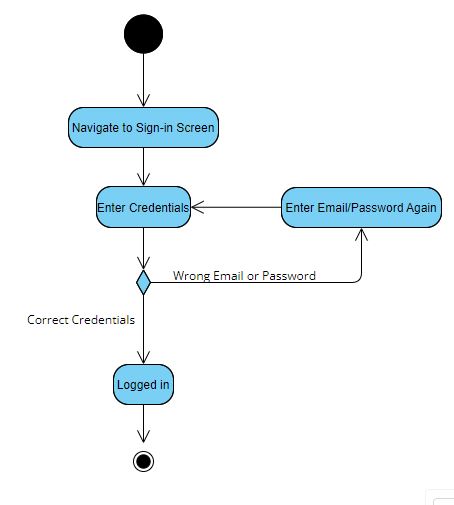 Navigate to Sign-in Screen
Enter Credentials
Enter Email/Password Again
Wrong Email or Password
Correct Credentials
Logged in